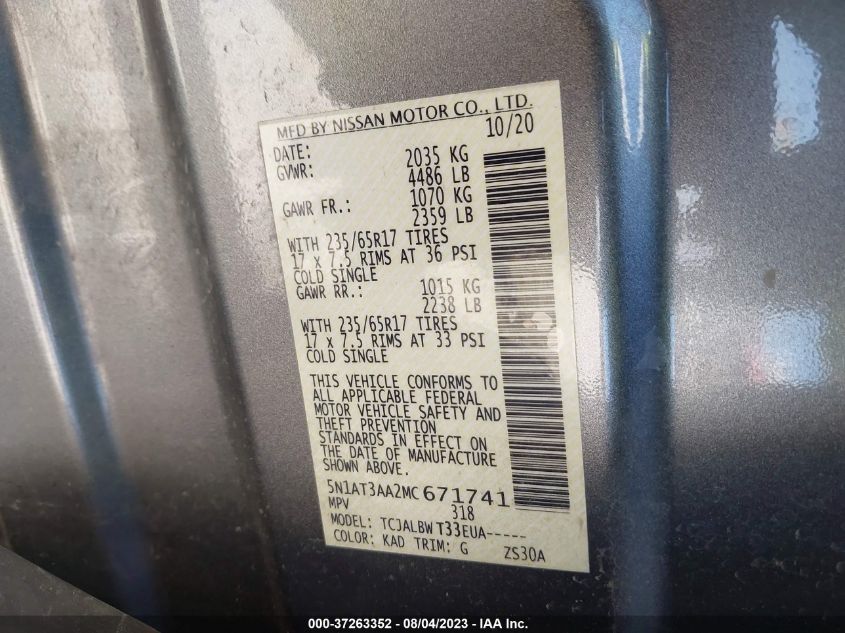 MFD BY NISSAN MOTOR CO., LTD.
DATE: 10/20
GVWR: 2035 KG
4486 LB
GAWR FR.: 1070 KG
2359 LB
WITH 235/65R17 TIRES
17 x 7.5 RIMS AT 36 PSI
COLD SINGLE
GAWR RR.: 1015 KG
2238 LB
WITH 235/65R17 TIRES
17 x 7.5 RIMS AT 33 PSI
COLD SINGLE
THIS VEHICLE CONFORMS TO
ALL APPLICABLE FEDERAL
MOTOR VEHICLE SAFETY AND
THEFT PREVENTION
STANDARDS IN EFFECT ON
THE DATE OF MANUFACTURE
SHOWN ABOVE.
5N1AT3AA2MC 671741
MPV 318
MODEL: TCJALBW T33EUA-----
COLOR: KAD TRIM: G ZS30A
000-37263352 - 08/04/2023 - IAA Inc.